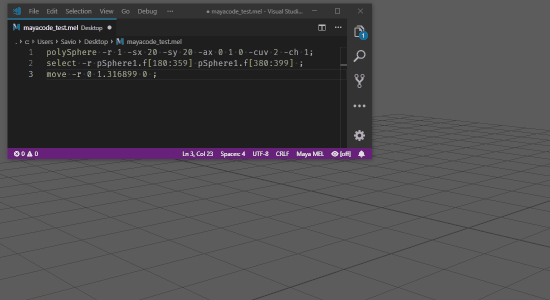 File Edit Selection View Go Debug ··· ● mayacode_test.mel - Visual Studi...
mayacode_test.mel Desktop ●
. > c: > Users > Savio > Desktop > mayacode_test.mel
1 polySphere -r 1 -sx 20 -sy 20 -ax 0 1 0 -cuv 2 -ch 1;
2 select -r pSphere1.f[180:359] pSphere1.f[380:399] ;
3 move -r 0 1.316899 0 ;
1
0 0 Ln 3, Col 23 Spaces: 4 UTF-8 CRLF Maya MEL [off]